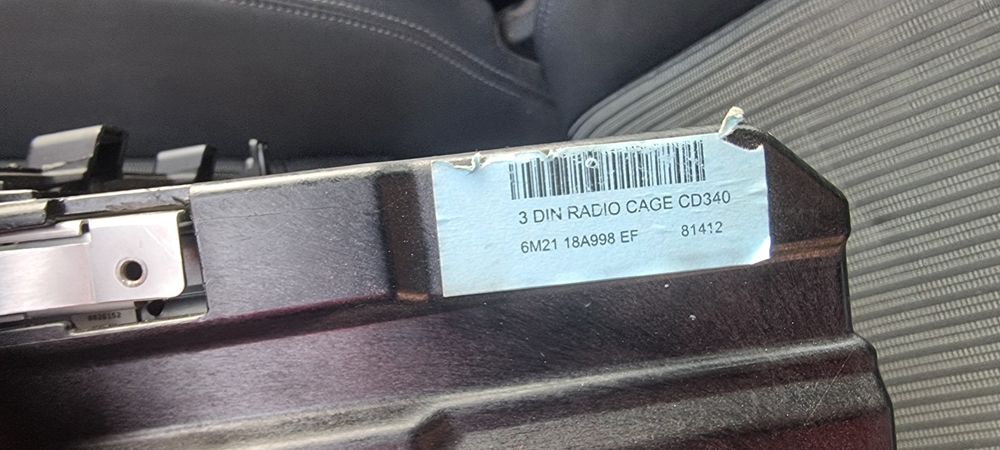 3 DIN RADIO CAGE CD340
6M21 18A998 EF 81412